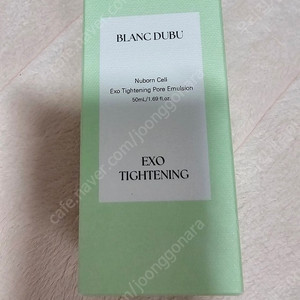 BLANC DUBU
Nuborn Cell
Exo Tightening Pore Emulsion
50mL/1.69 fl.oz.
EXO
TIGHTENING
cafe.naver.com/joonggonara